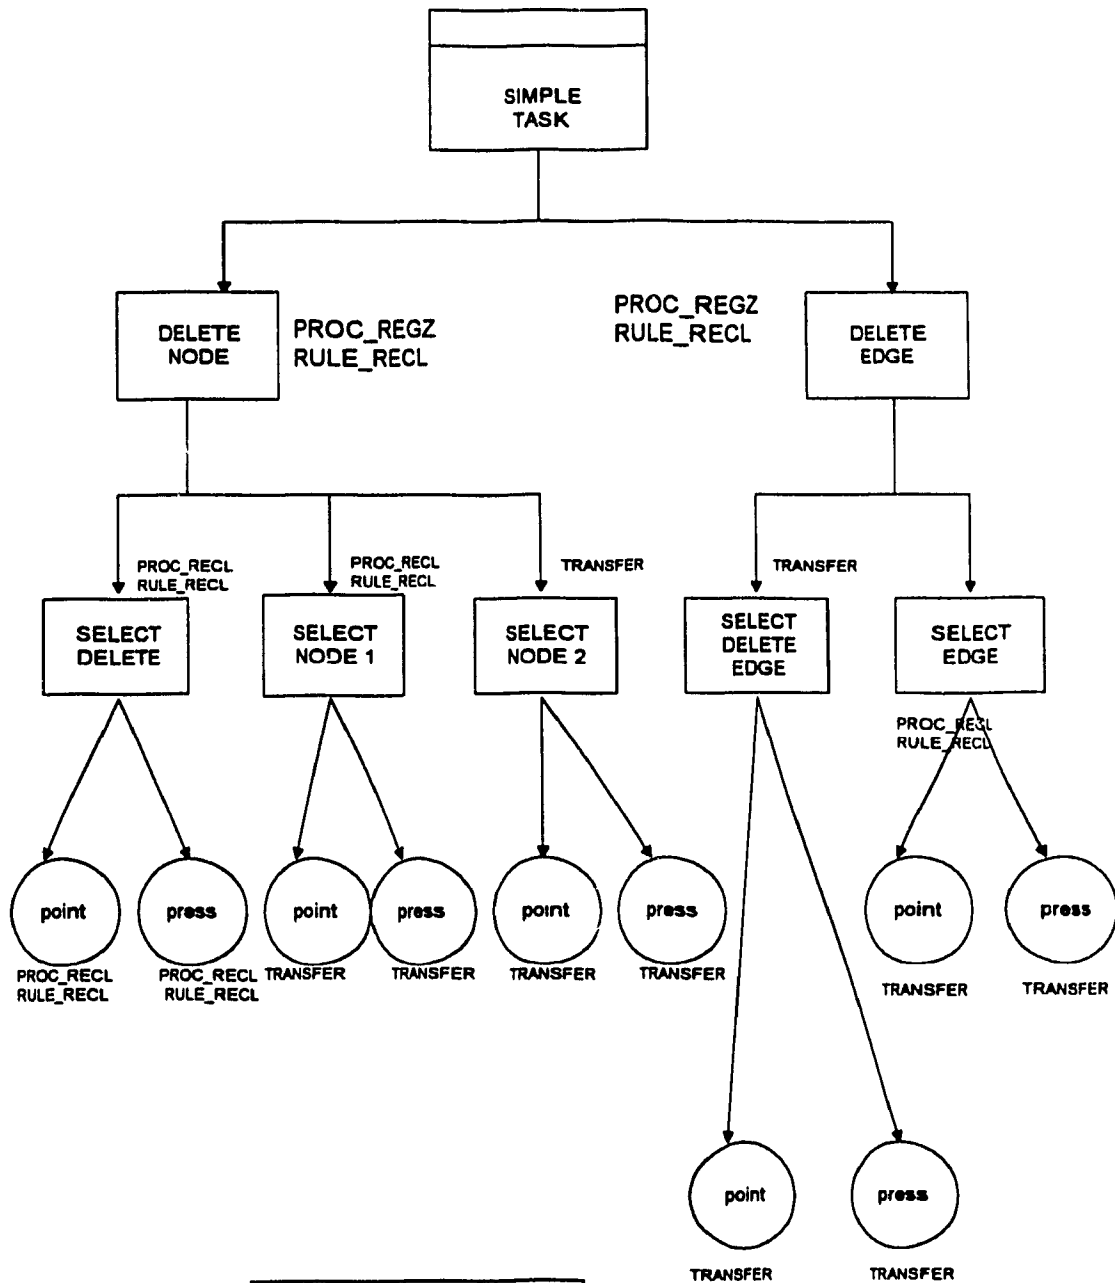 SIMPLE
TASK
DELETE
NODE
PROC_REGZ
RULE_RECL
PROC_REGZ
RULE_RECL
DELETE
EDGE
PROC_RECL
RULE_RECL
PROC_RECL
RULE_RECL
TRANSFER
TRANSFER
SELECT
DELETE
SELECT
NODE 1
SELECT
NODE 2
SELECT
DELETE
EDGE
SELECT
EDGE
PROC_RECL
RULE_RECL
point
press
point
press
point
press
point
press
PROC_RECL
RULE_RECL
PROC_RECL
RULE_RECL
TRANSFER
TRANSFER
TRANSFER
TRANSFER
TRANSFER
TRANSFER
point
press
TRANSFER
TRANSFER